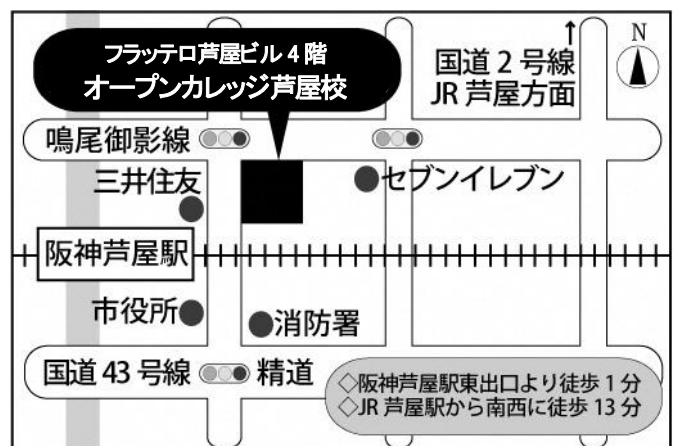 フラッテロ芦屋ビル4階
オープンカレッジ芦屋校
↑
国道2号線
JR芦屋方面
N
鳴尾御影線
三井住友
セブンイレブン
阪神芦屋駅
市役所
消防署
国道43号線
精道
◇阪神芦屋駅東出口より徒歩1分
◇JR芦屋駅から南西に徒歩13分